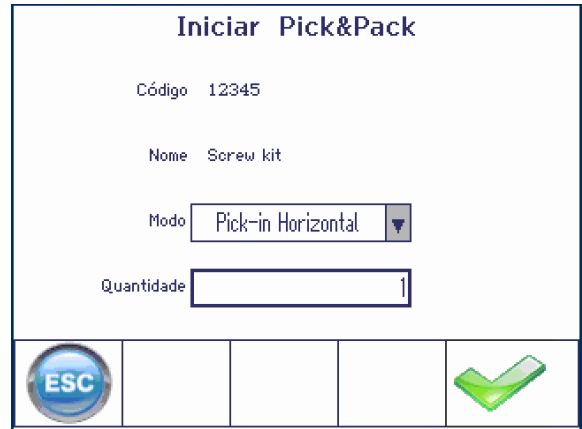 Iniciar Pick&Pack
Código 12345
Nome Screw kit
Modo Pick-in Horizontal
Quantidade 1
ESC